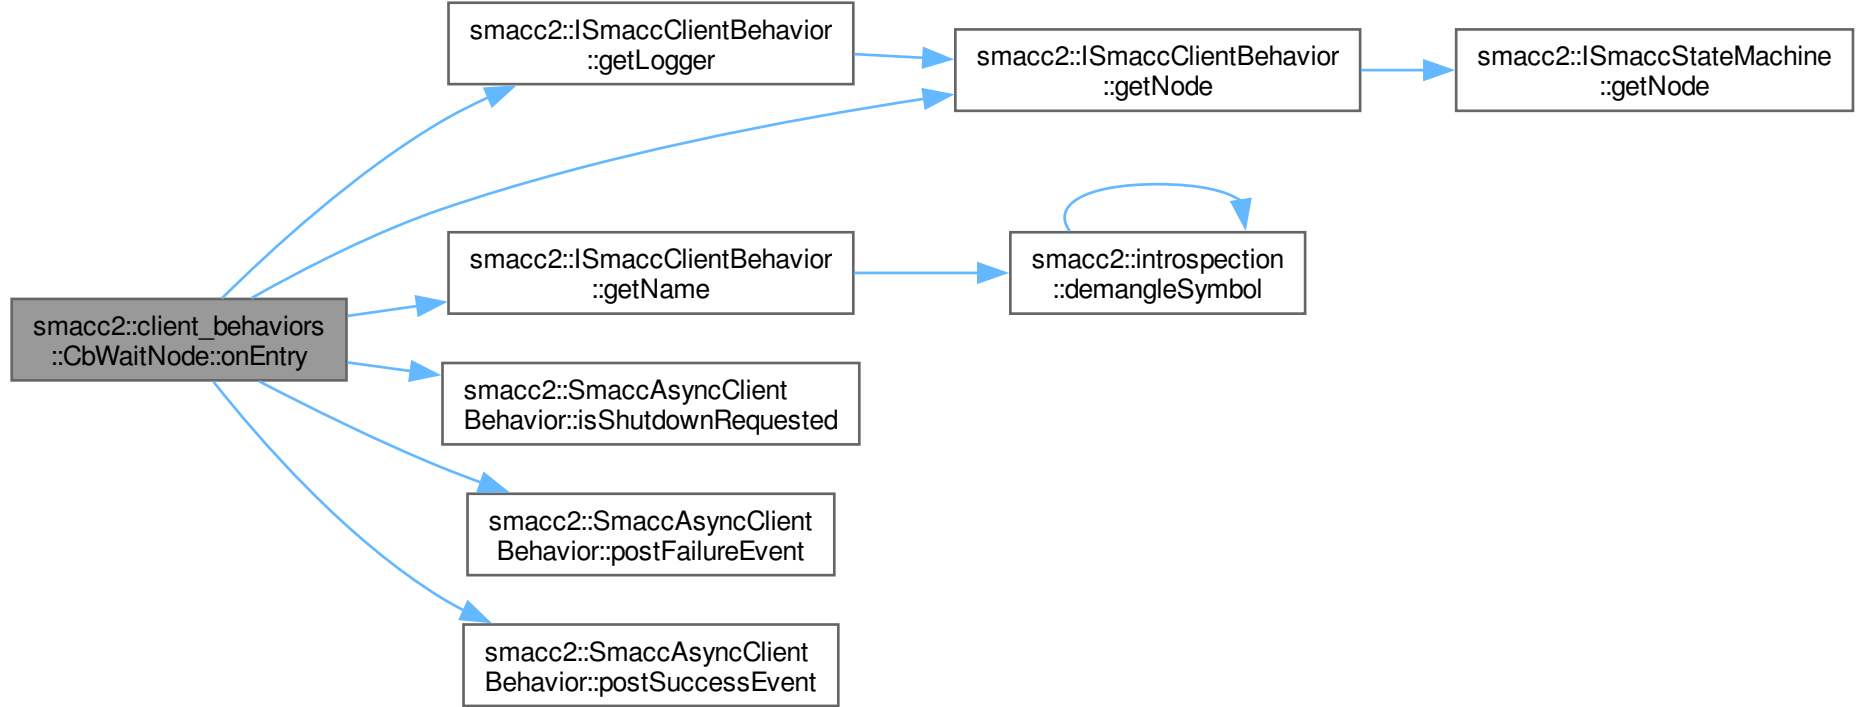 smacc2::ISmaccClientBehavior
::getLogger
smacc2::ISmaccClientBehavior
::getNode
smacc2::ISmaccStateMachine
::getNode
smacc2::ISmaccClientBehavior
::getName
smacc2::introspection
::demangleSymbol
smacc2::client_behaviors
::CbWaitNode::onEntry
smacc2::SmaccAsyncClient
Behavior::isShutdownRequested
smacc2::SmaccAsyncClient
Behavior::postFailureEvent
smacc2::SmaccAsyncClient
Behavior::postSuccessEvent